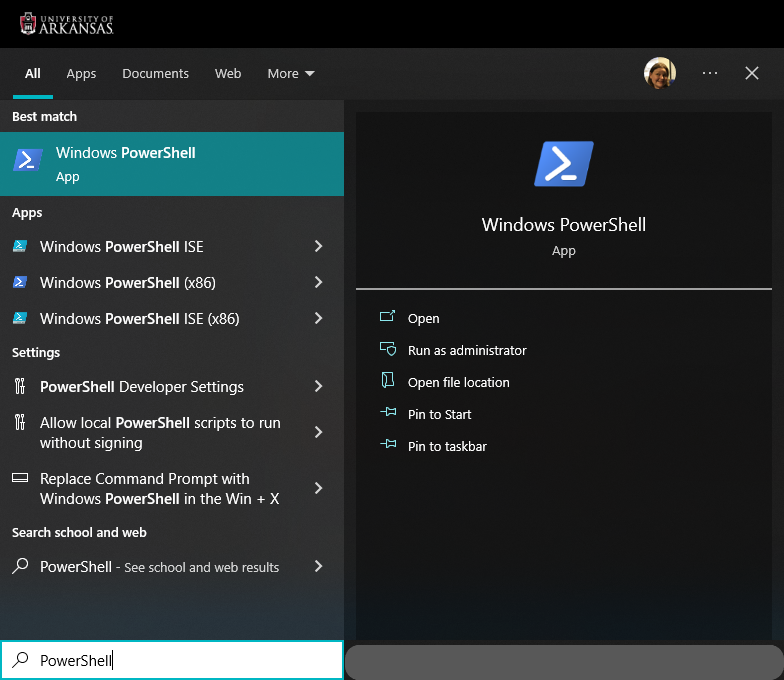 UNIVERSITY OF
ARKANSAS
All Apps Documents Web More
Best match
Windows PowerShell
App
Apps
Windows PowerShell ISE
Windows PowerShell (x86)
Windows PowerShell ISE (x86)
Settings
PowerShell Developer Settings
Allow local PowerShell scripts to run
without signing
Replace Command Prompt with
Windows PowerShell in the Win + X
Search school and web
PowerShell - See school and web results
PowerShell
Windows PowerShell
App
Open
Run as administrator
Open file location
Pin to Start
Pin to taskbar